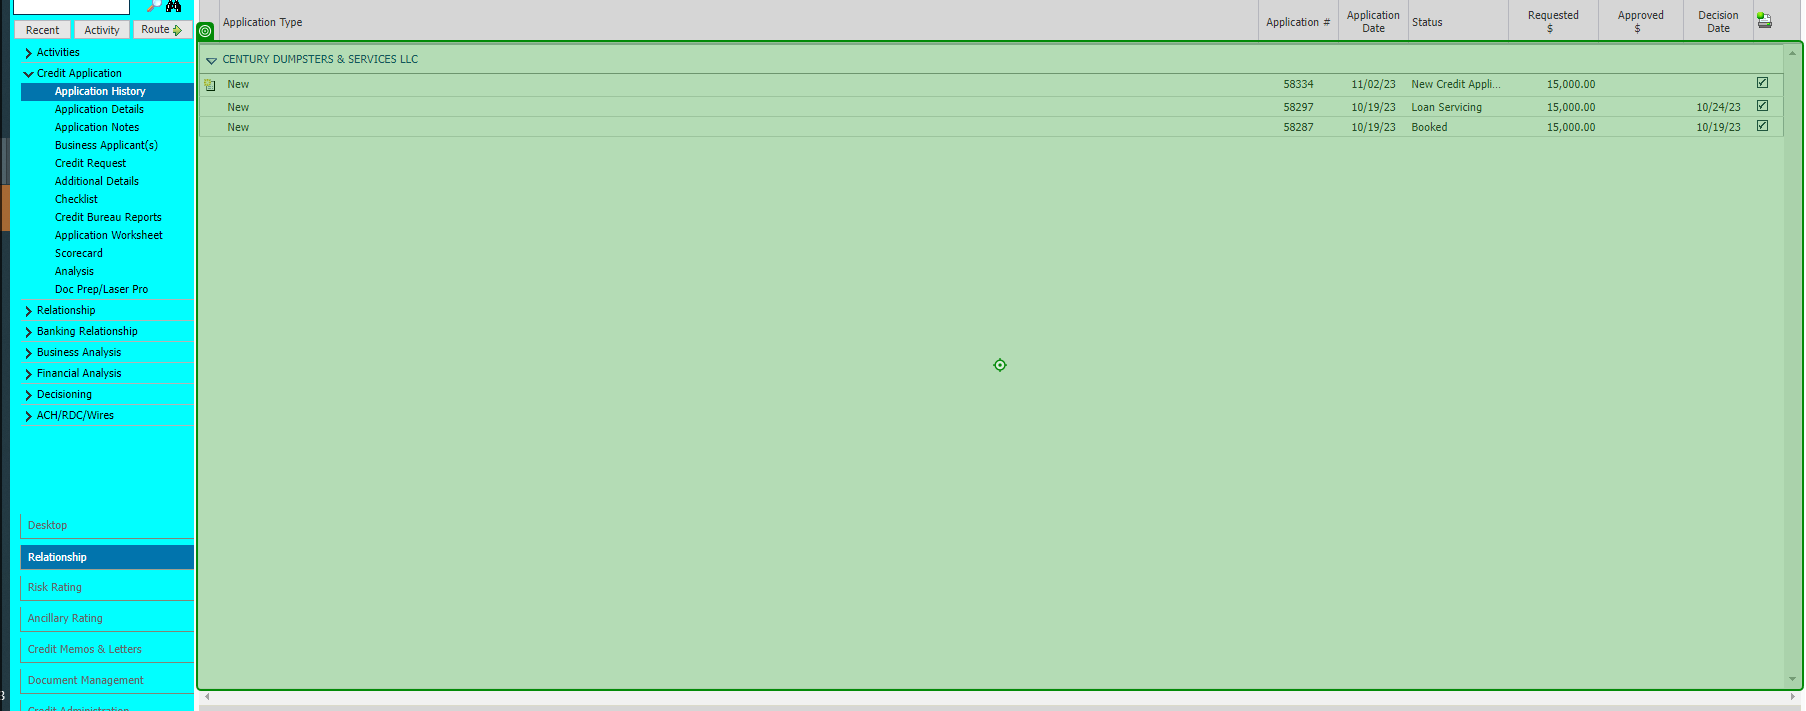 Recent Activity Route
Activities
Credit Application
Application History
Application Details
Application Notes
Business Applicant(s)
Credit Request
Additional Details
Checklist
Credit Bureau Reports
Application Worksheet
Scorecard
Analysis
Doc Prep/Laser Pro
Relationship
Banking Relationship
Business Analysis
Financial Analysis
Decisioning
ACH/RDC/Wires
Desktop
Relationship
Risk Rating
Ancillary Rating
Credit Memos & Letters
Document Management
Credit Administration
3
Application Type Application # Application Date Status Requested $ Approved $ Decision Date
CENTURY DUMPSTERS & SERVICES LLC
New 58334 11/02/23 New Credit Appli... 15,000.00
New 58297 10/19/23 Loan Servicing 15,000.00 10/24/23
New 58287 10/19/23 Booked 15,000.00 10/19/23